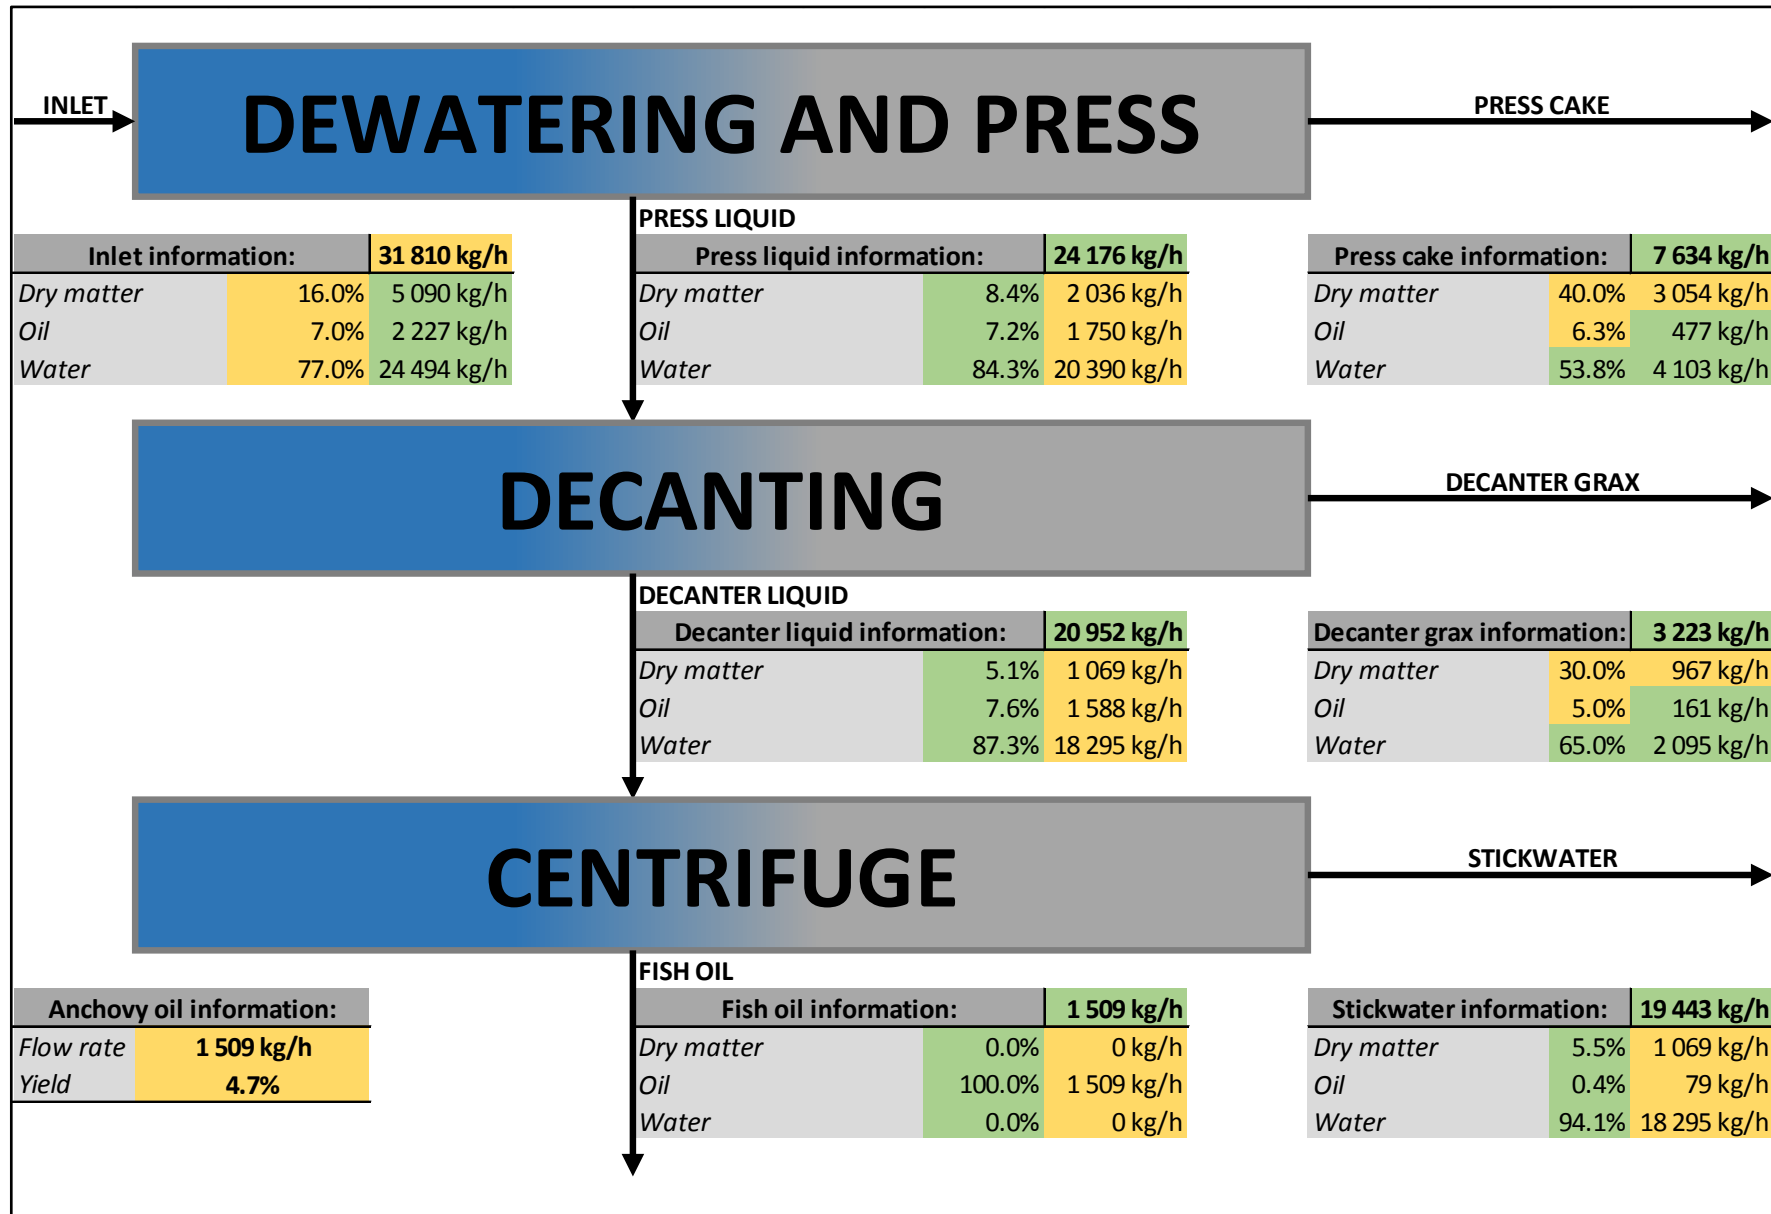 INLET
DEWATERING AND PRESS
PRESS CAKE
PRESS LIQUID
Inlet information: 31 810 kg/h
Dry matter 16.0% 5 090 kg/h
Oil 7.0% 2 227 kg/h
Water 77.0% 24 494 kg/h
Press liquid information: 24 176 kg/h
Dry matter 8.4% 2 036 kg/h
Oil 7.2% 1 750 kg/h
Water 84.3% 20 390 kg/h
Press cake information: 7 634 kg/h
Dry matter 40.0% 3 054 kg/h
Oil 6.3% 477 kg/h
Water 53.8% 4 103 kg/h
DECANTING
DECANTER GRAX
DECANTER LIQUID
Decanter liquid information: 20 952 kg/h
Dry matter 5.1% 1 069 kg/h
Oil 7.6% 1 588 kg/h
Water 87.3% 18 295 kg/h
Decanter grax information: 3 223 kg/h
Dry matter 30.0% 967 kg/h
Oil 5.0% 161 kg/h
Water 65.0% 2 095 kg/h
CENTRIFUGE
STICKWATER
FISH OIL
Anchovy oil information:
Flow rate 1 509 kg/h
Yield 4.7%
Fish oil information: 1 509 kg/h
Dry matter 0.0% 0 kg/h
Oil 100.0% 1 509 kg/h
Water 0.0% 0 kg/h
Stickwater information: 19 443 kg/h
Dry matter 5.5% 1 069 kg/h
Oil 0.4% 79 kg/h
Water 94.1% 18 295 kg/h